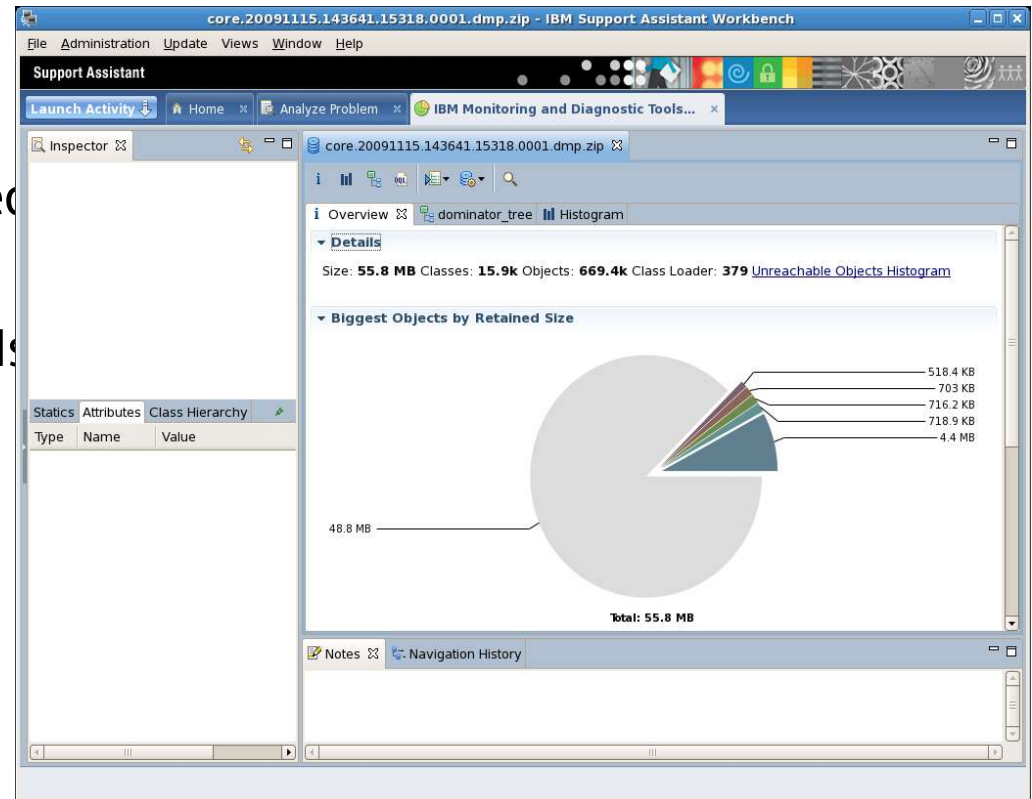 core.20091115.143641.15318.0001.dmp.zip - IBM Support Assistant Workbench
File Administration Update Views Window Help
Support Assistant
Launch Activity Home Analyze Problem IBM Monitoring and Diagnostic Tools...
Inspector
core.20091115.143641.15318.0001.dmp.zip
i Overview dominator_tree Histogram
Details
Size: 55.8 MB Classes: 15.9k Objects: 669.4k Class Loader: 379 Unreachable Objects Histogram
Biggest Objects by Retained Size
518.4 KB
703 KB
716.2 KB
718.9 KB
4.4 MB
48.8 MB
Total: 55.8 MB
Statics Attributes Class Hierarchy
Type Name Value
Notes Navigation History